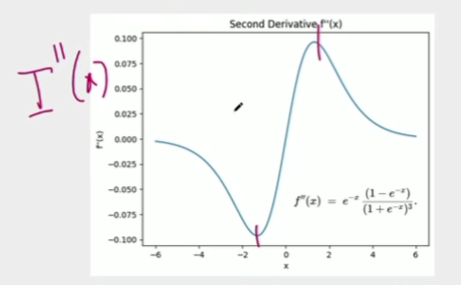 Second Derivative f''(x)
I''(x)
f''(x)
0.100
0.075
0.050
0.025
0.000
−0.025
−0.050
−0.075
−0.100
f''(x) = e^{-x} \frac{(1 - e^{-x})}{(1 + e^{-x})^3}.
−6 −4 −2 0 2 4 6
x